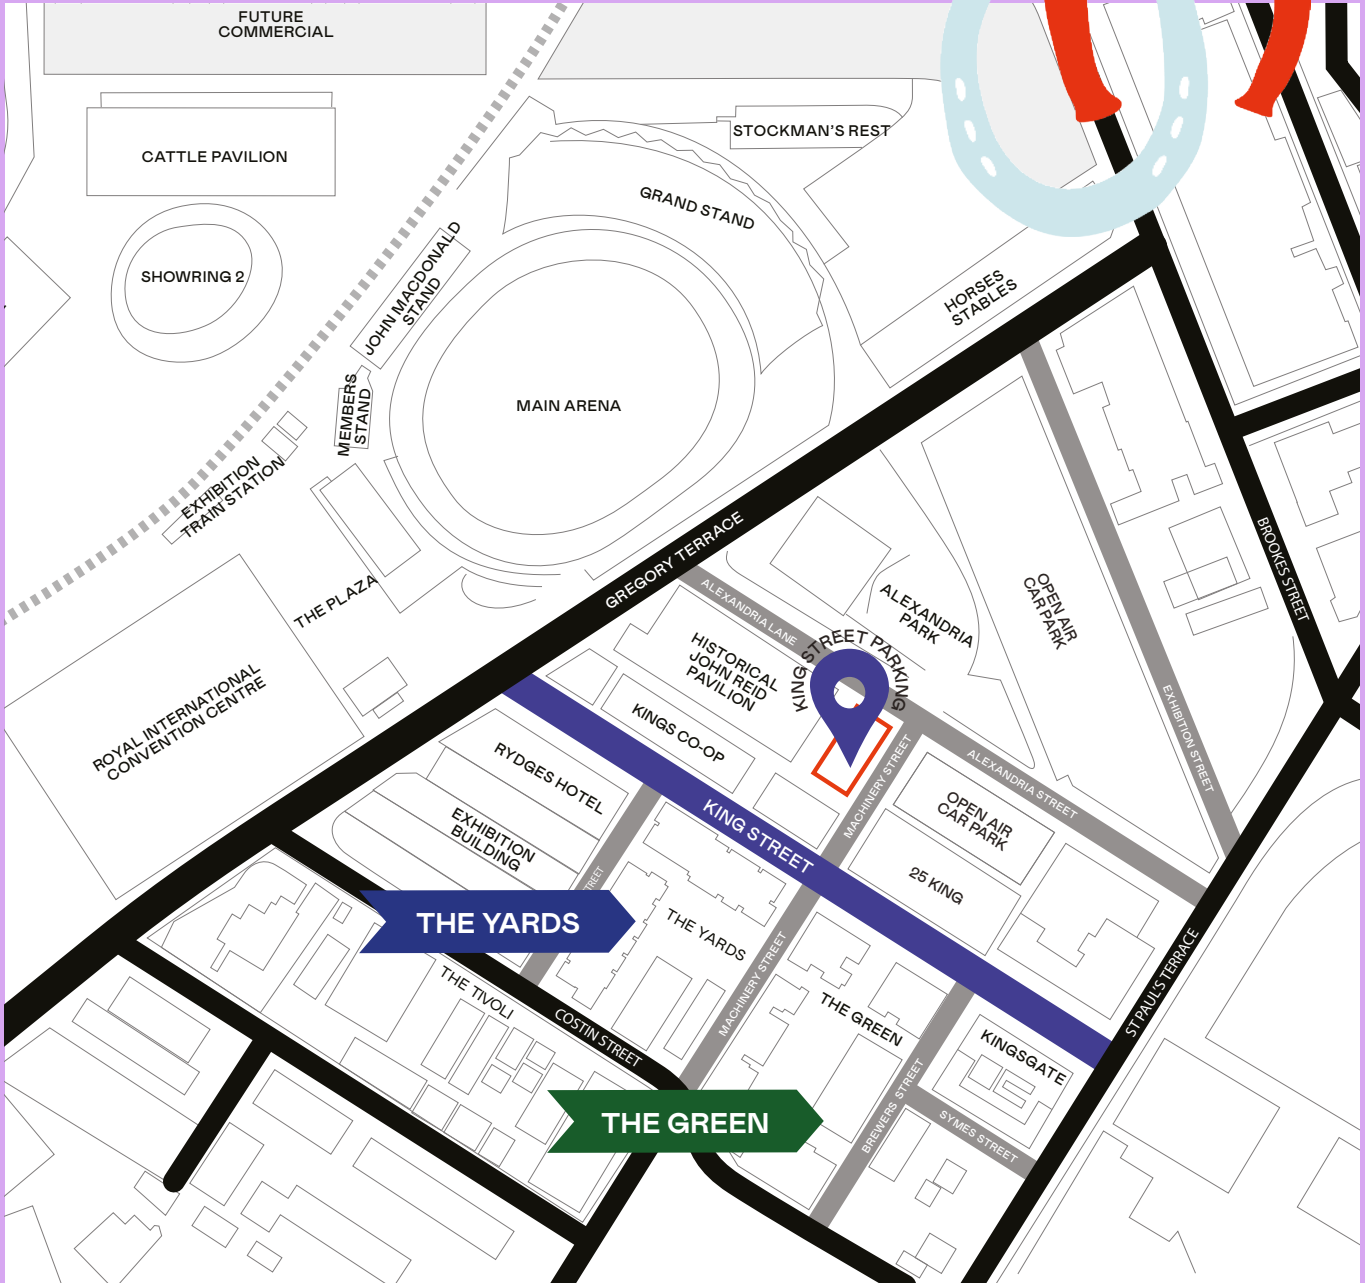 FUTURE
COMMERCIAL
CATTLE PAVILION
STOCKMAN'S REST
GRAND STAND
SHOWRING 2
JOHN MACDONALD
STAND
HORSES
STABLES
MEMBERS
STAND
MAIN ARENA
EXHIBITION
TRAIN STATION
GREGORY TERRACE
BROOKES STREET
THE PLAZA
ALEXANDRIA LANE
ALEXANDRIA
PARK
OPEN AIR
CAR PARK
HISTORICAL
JOHN REID
PAVILION
KING STREET PARKING
ROYAL INTERNATIONAL
CONVENTION CENTRE
KINGS CO-OP
EXHIBITION STREET
RYDGES HOTEL
MACHINERY STREET
ALEXANDRIA STREET
OPEN AIR
CAR PARK
EXHIBITION
BUILDING
KING STREET
25 KING
THE YARDS
THE YARDS
MACHINERY STREET
ST PAUL'S TERRACE
THE TIVOLI
COSTIN STREET
THE GREEN
KINGSGATE
THE GREEN
BREWERS STREET
SYMES STREET